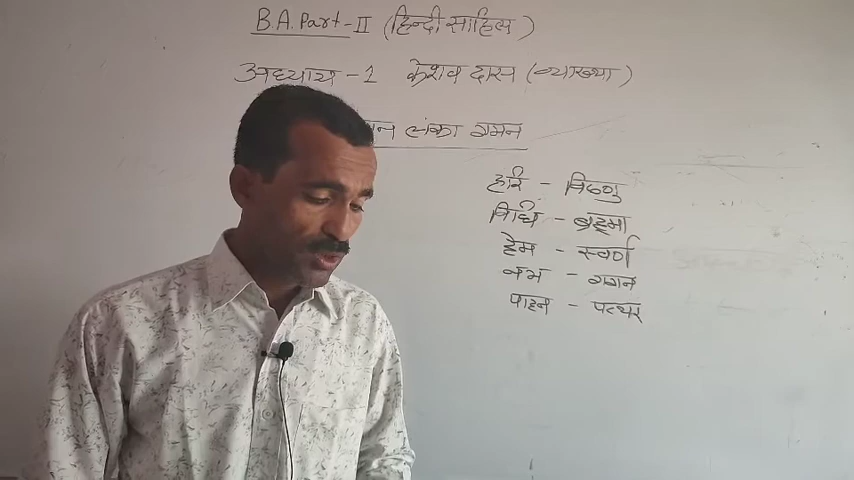 B.A. Part-II (हिन्दी साहित्य)
अध्याय-1 केशव दास (व्याख्या)
लंका गमन
हरि - विष्णु
विधि - ब्रह्मा
हेम - स्वर्ण
नभ - गगन
पाहन - पत्थर